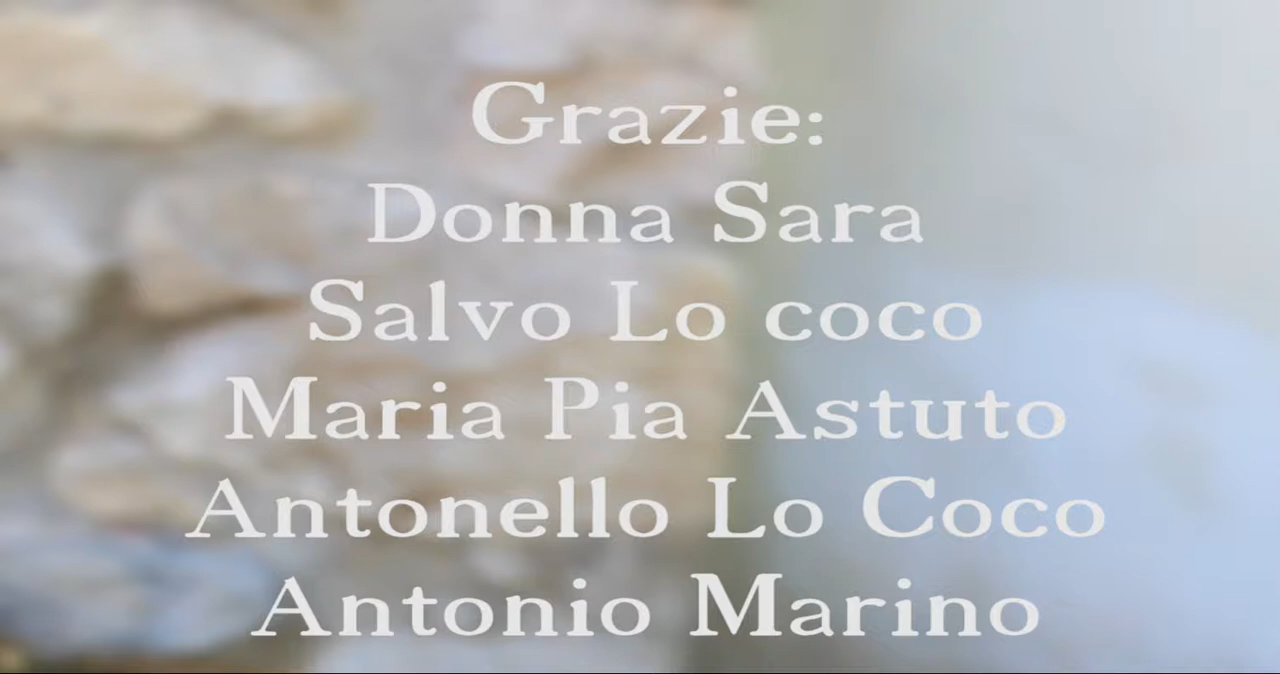 Grazie:
Donna Sara
Salvo Lo coco
Maria Pia Astuto
Antonello Lo Coco
Antonio Marino